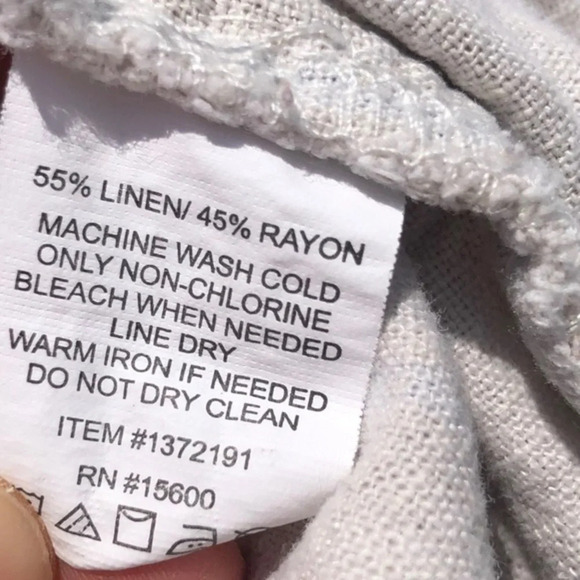 55% LINEN/ 45% RAYON
MACHINE WASH COLD
ONLY NON-CHLORINE
BLEACH WHEN NEEDED
LINE DRY
WARM IRON IF NEEDED
DO NOT DRY CLEAN
ITEM #1372191
RN #15600